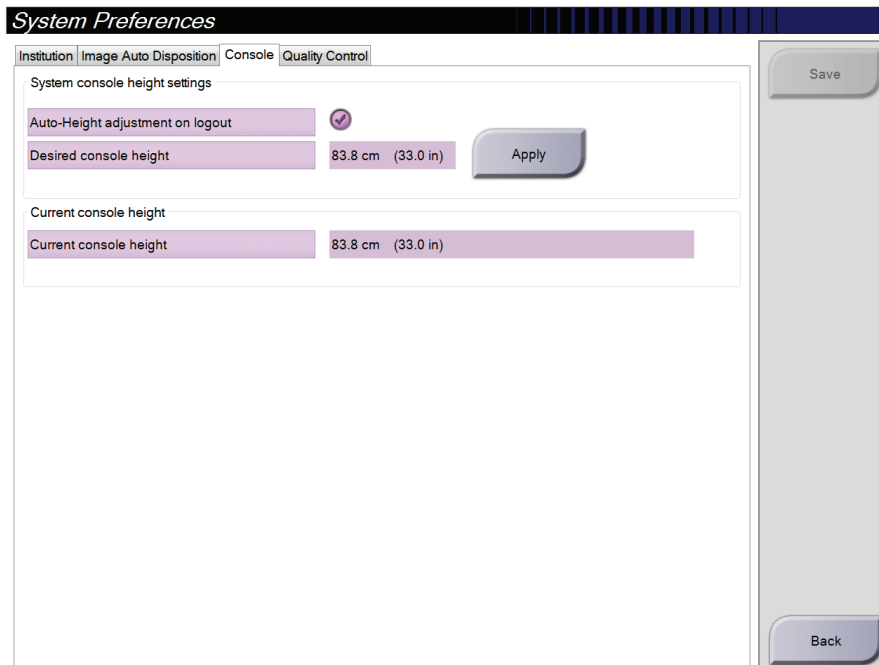 System Preferences
Institution Image Auto Disposition Console Quality Control
Save
System console height settings
Auto-Height adjustment on logout
Desired console height 83.8 cm (33.0 in) Apply
Current console height
Current console height 83.8 cm (33.0 in)
Back